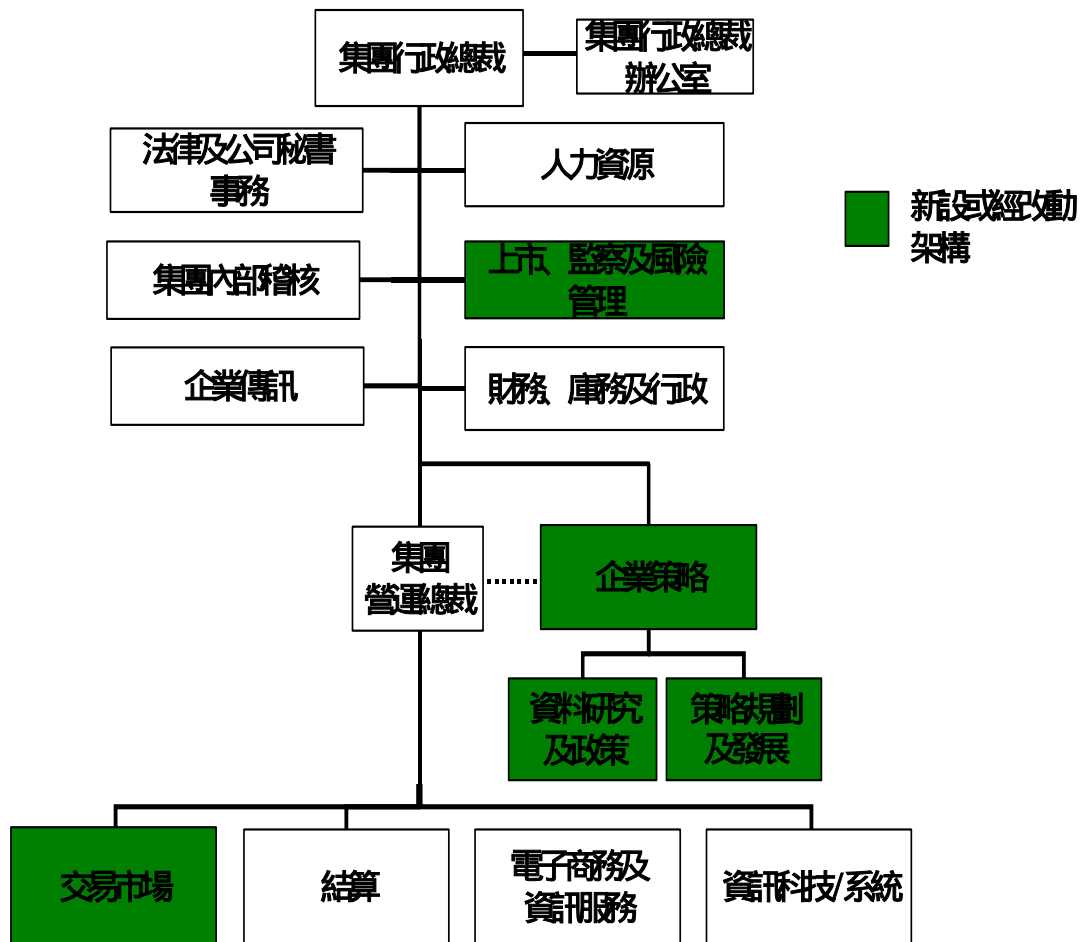 集團行政總裁
集團行政總裁
辦公室
法律及公司秘書
事務
人力資源
新設或經改動
架構
集團內部稽核
上市、監察及風險
管理
企業傳訊
財務、庫務及行政
集團
營運總裁
企業策略
資料研究
及政策
策略規劃
及發展
交易市場
結算
電子商務及
資訊服務
資訊科技/系統